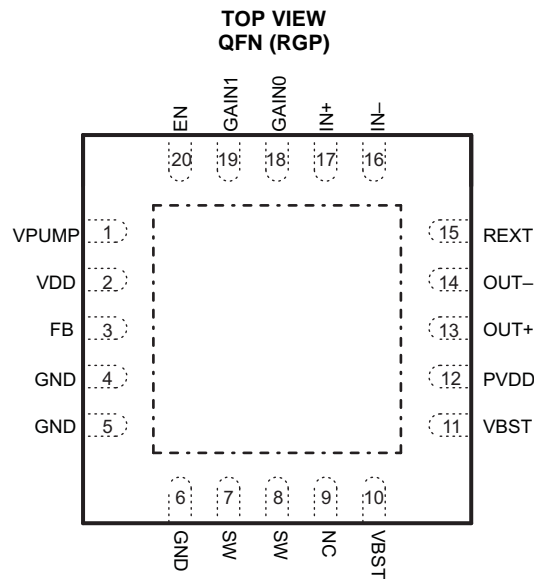 TOP VIEW
QFN (RGP)
EN
GAIN1
GAIN0
IN+
IN–
20
19
18
17
16
VPUMP 1
VDD 2
FB 3
GND 4
GND 5
15 REXT
14 OUT–
13 OUT+
12 PVDD
11 VBST
6
7
8
9
10
GND
SW
SW
NC
VBST